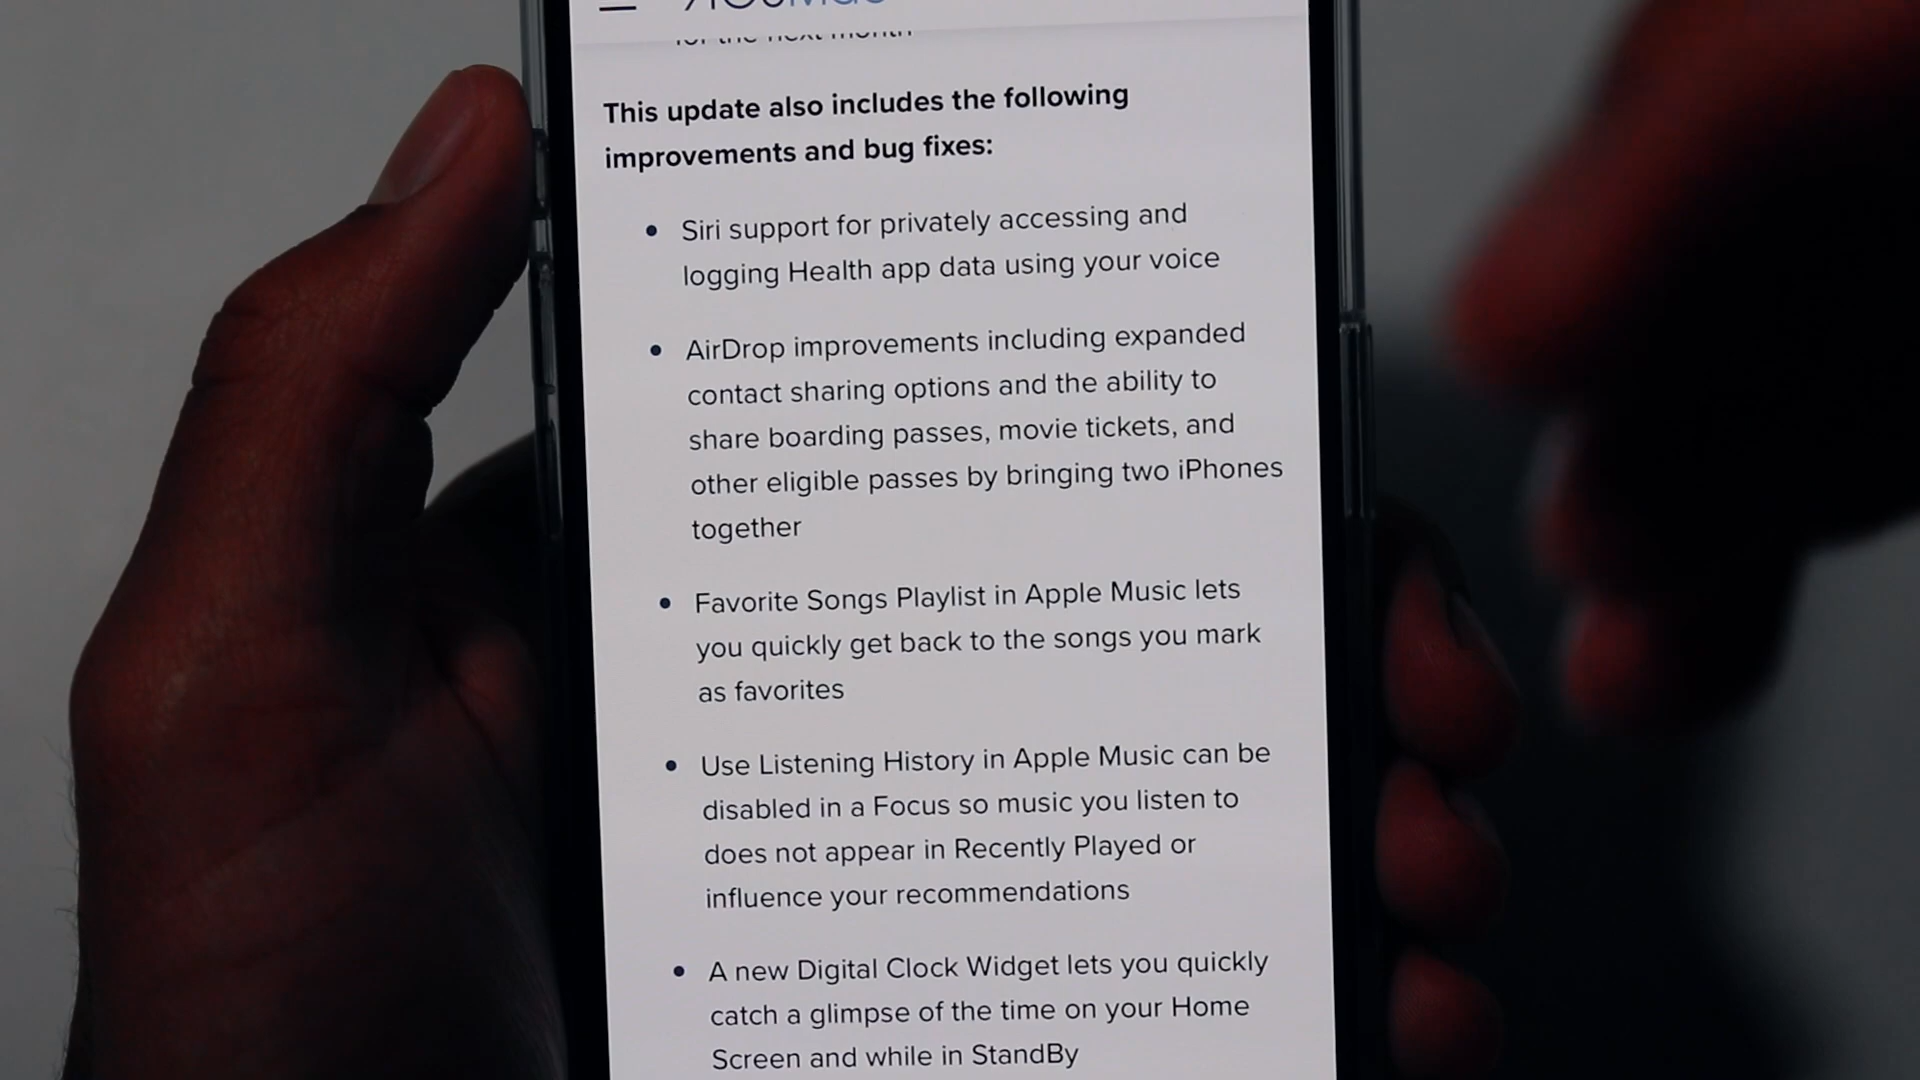 for the next month
This update also includes the following
improvements and bug fixes:
• Siri support for privately accessing and
logging Health app data using your voice
• AirDrop improvements including expanded
contact sharing options and the ability to
share boarding passes, movie tickets, and
other eligible passes by bringing two iPhones
together
• Favorite Songs Playlist in Apple Music lets
you quickly get back to the songs you mark
as favorites
• Use Listening History in Apple Music can be
disabled in a Focus so music you listen to
does not appear in Recently Played or
influence your recommendations
• A new Digital Clock Widget lets you quickly
catch a glimpse of the time on your Home
Screen and while in StandBy